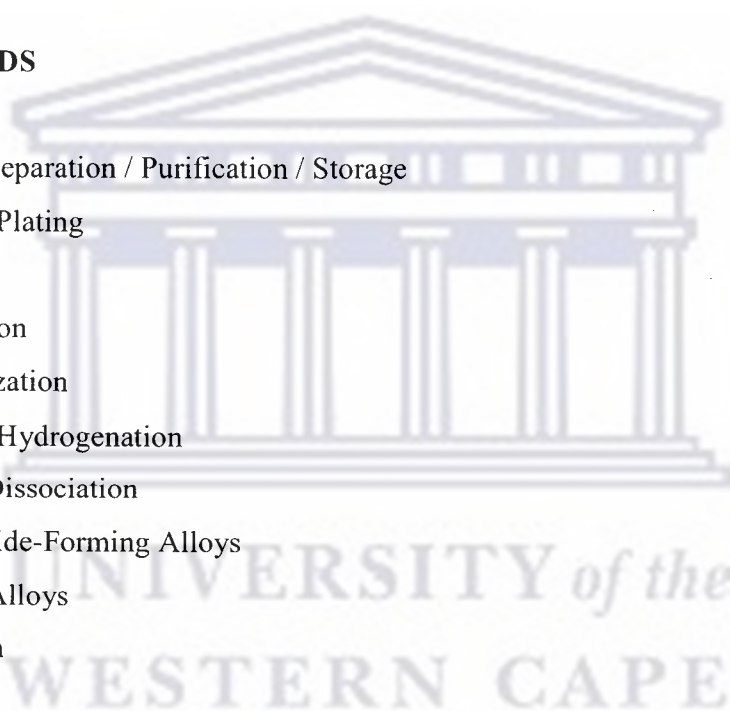 DS
eparation / Purification / Storage
Plating
on
zation
Hydrogenation
Dissociation
ide-Forming Alloys
Alloys
n
UNIVERSITY of the
WESTERN CAPE